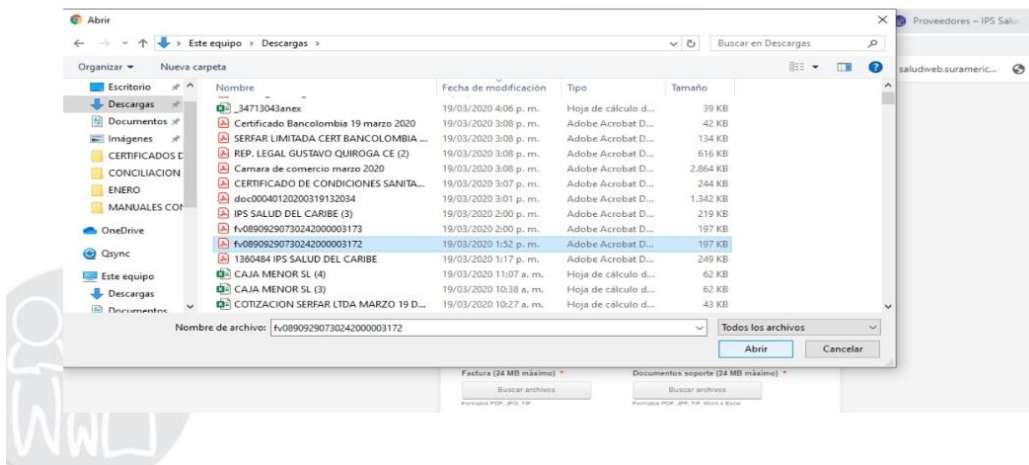 Abrir
Proveedores – IPS Salu
Este equipo > Descargas >
Buscar en Descargas
Organizar
Nueva carpeta
saludweb.surameric...
Nombre
Fecha de modificación
Tipo
Tamaño
Escritorio
Descargas
Documentos
Imágenes
CERTIFICADOS D
CONCILIACION
ENERO
MANUALES CON
OneDrive
Qsync
Este equipo
Descargas
Documentos
_34713043anex 19/03/2020 4:06 p. m. Hoja de cálculo d... 39 KB
Certificado Bancolombia 19 marzo 2020 19/03/2020 3:08 p. m. Adobe Acrobat D... 42 KB
SERFAR LIMITADA CERT BANCOLOMBIA ... 19/03/2020 3:08 p. m. Adobe Acrobat D... 134 KB
REP. LEGAL GUSTAVO QUIROGA CE (2) 19/03/2020 3:08 p. m. Adobe Acrobat D... 616 KB
Camara de comercio marzo 2020 19/03/2020 3:08 p. m. Adobe Acrobat D... 2.864 KB
CERTIFICADO DE CONDICIONES SANITA... 19/03/2020 3:07 p. m. Adobe Acrobat D... 244 KB
doc00040120200319132034 19/03/2020 3:01 p. m. Adobe Acrobat D... 1.342 KB
IPS SALUD DEL CARIBE (3) 19/03/2020 2:00 p. m. Adobe Acrobat D... 219 KB
fv08909290730242000003173 19/03/2020 2:00 p. m. Adobe Acrobat D... 197 KB
fv08909290730242000003172 19/03/2020 1:52 p. m. Adobe Acrobat D... 197 KB
1360484 IPS SALUD DEL CARIBE 19/03/2020 1:17 p. m. Adobe Acrobat D... 249 KB
CAJA MENOR SL (4) 19/03/2020 11:07 a. m. Hoja de cálculo d... 62 KB
CAJA MENOR SL (3) 19/03/2020 10:38 a. m. Hoja de cálculo d... 62 KB
COTIZACION SERFAR LTDA MARZO 19 D... 19/03/2020 10:27 a. m. Hoja de cálculo d... 43 KB
Nombre de archivo: fv08909290730242000003172
Todos los archivos
Abrir
Cancelar
Factura (24 MB máximo) *
Documentos soporte (24 MB máximo) *
Buscar archivos
Buscar archivos
Formatos PDF, JPG, TIF
Formatos PDF, JPF, TIF, Word o Excel